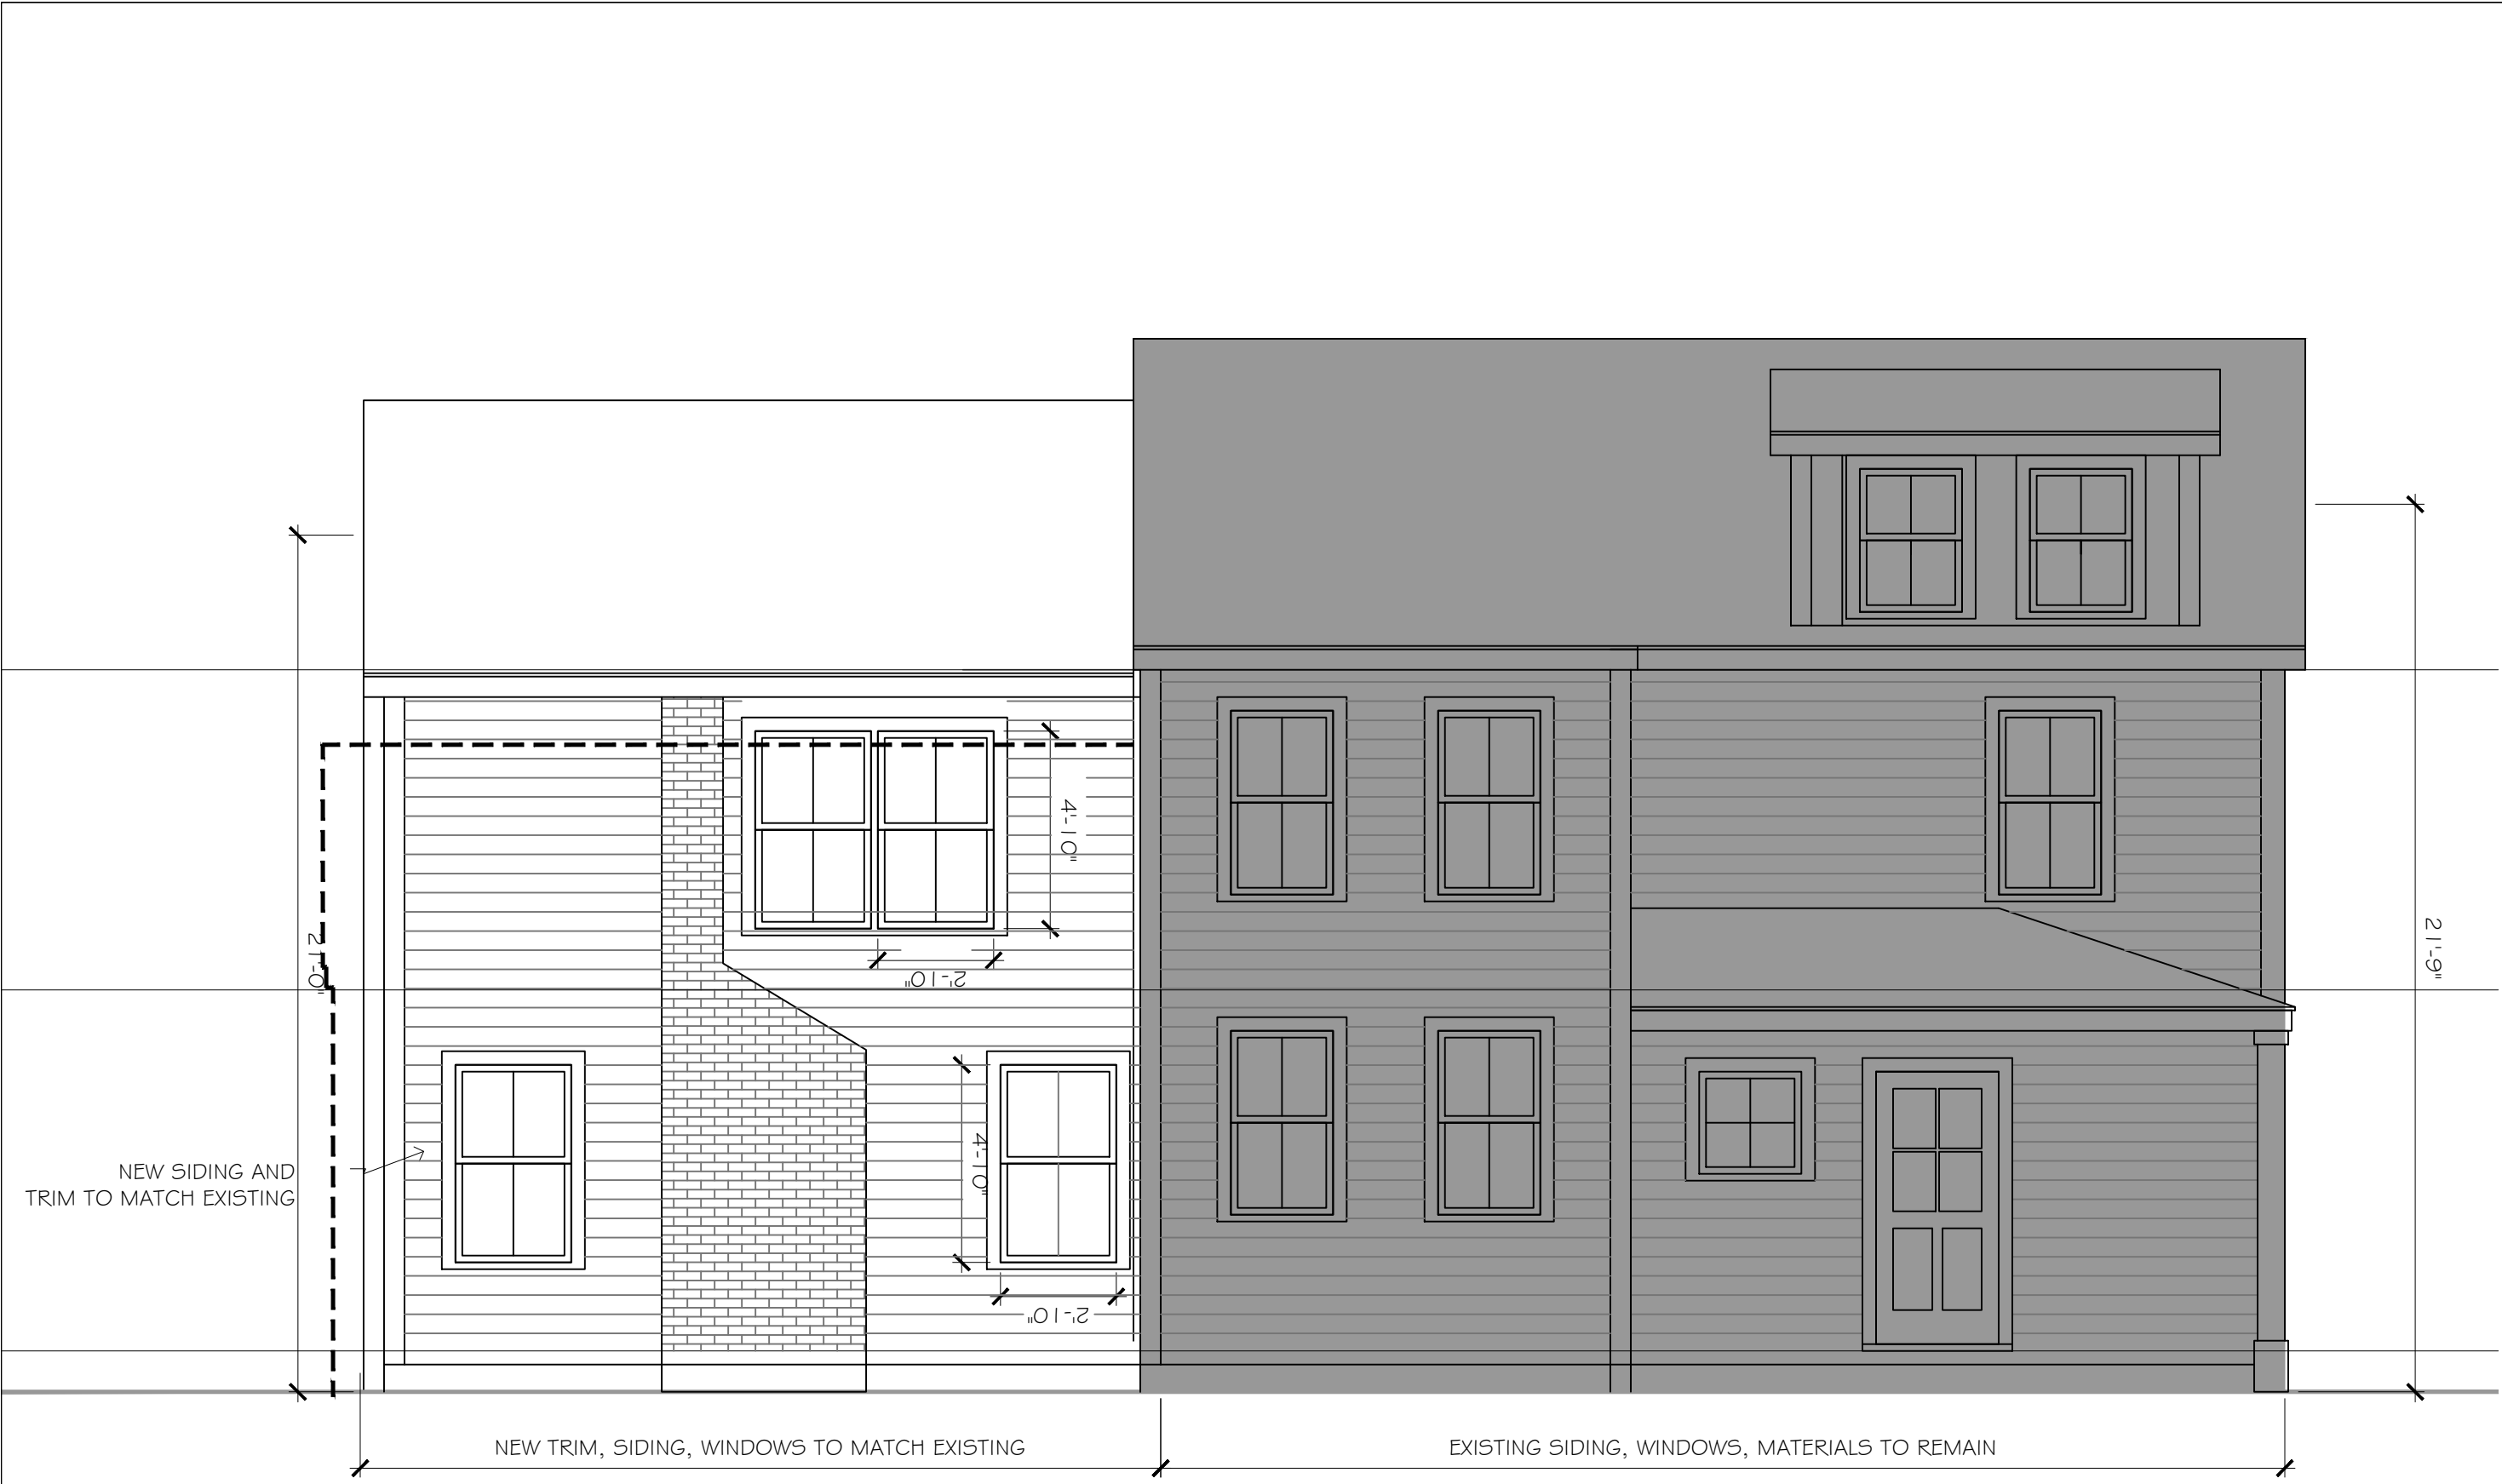 4'-10"
21'-0"
2'-10"
21'-9"
4'-10"
NEW SIDING AND
TRIM TO MATCH EXISTING
2'-10"
NEW TRIM, SIDING, WINDOWS TO MATCH EXISTING
EXISTING SIDING, WINDOWS, MATERIALS TO REMAIN